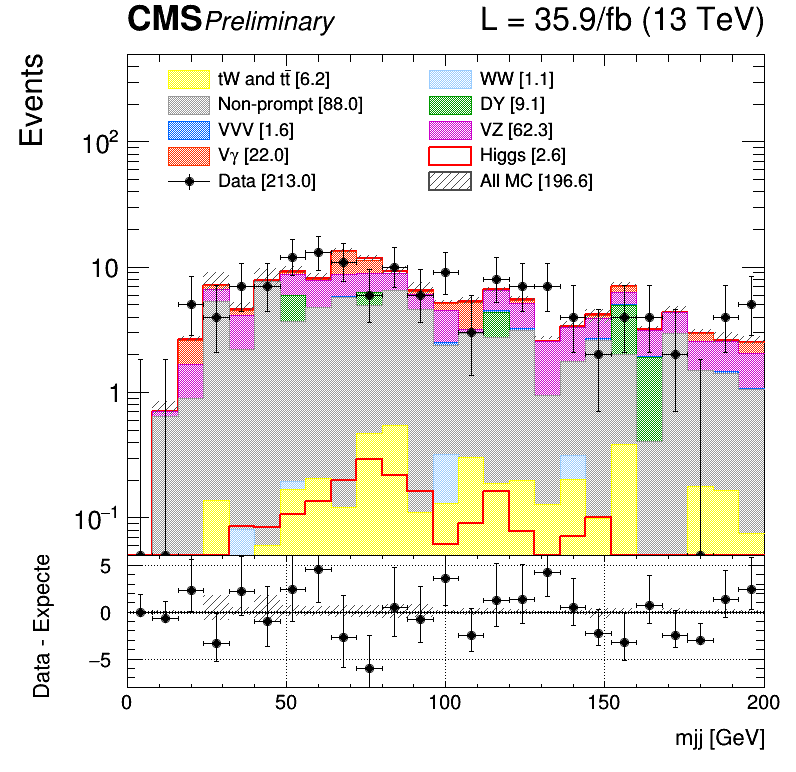 CMS Preliminary L = 35.9/fb (13 TeV)
Events
tW and tt̄ [6.2] WW [1.1]
Non-prompt [88.0] DY [9.1]
VVV [1.6] VZ [62.3]
Vγ [22.0] Higgs [2.6]
Data [213.0] All MC [196.6]
10²
10
1
10⁻¹
Data - Expecte
5
0
−5
0 50 100 150 200
mjj [GeV]